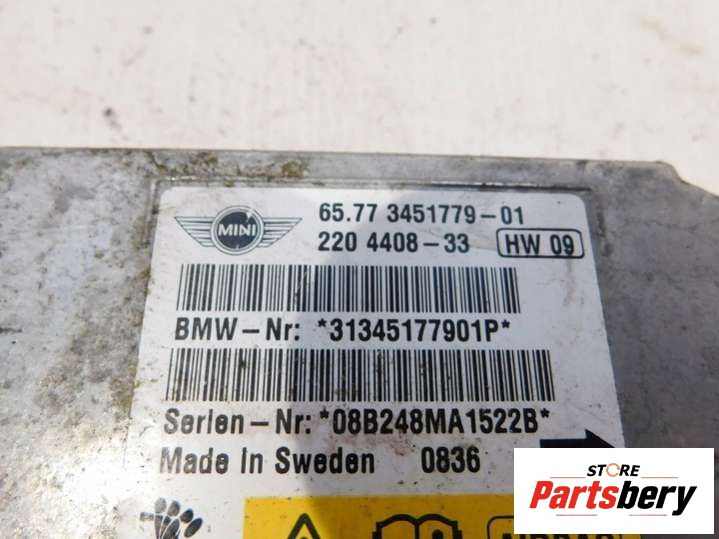 MINI
65.77 3451779-01
220 4408-33 HW 09
BMW-Nr: *31345177901P*
Serien-Nr: *08B248MA1522B*
Made in Sweden 0836
AIRBAG
STORE
Partsbery